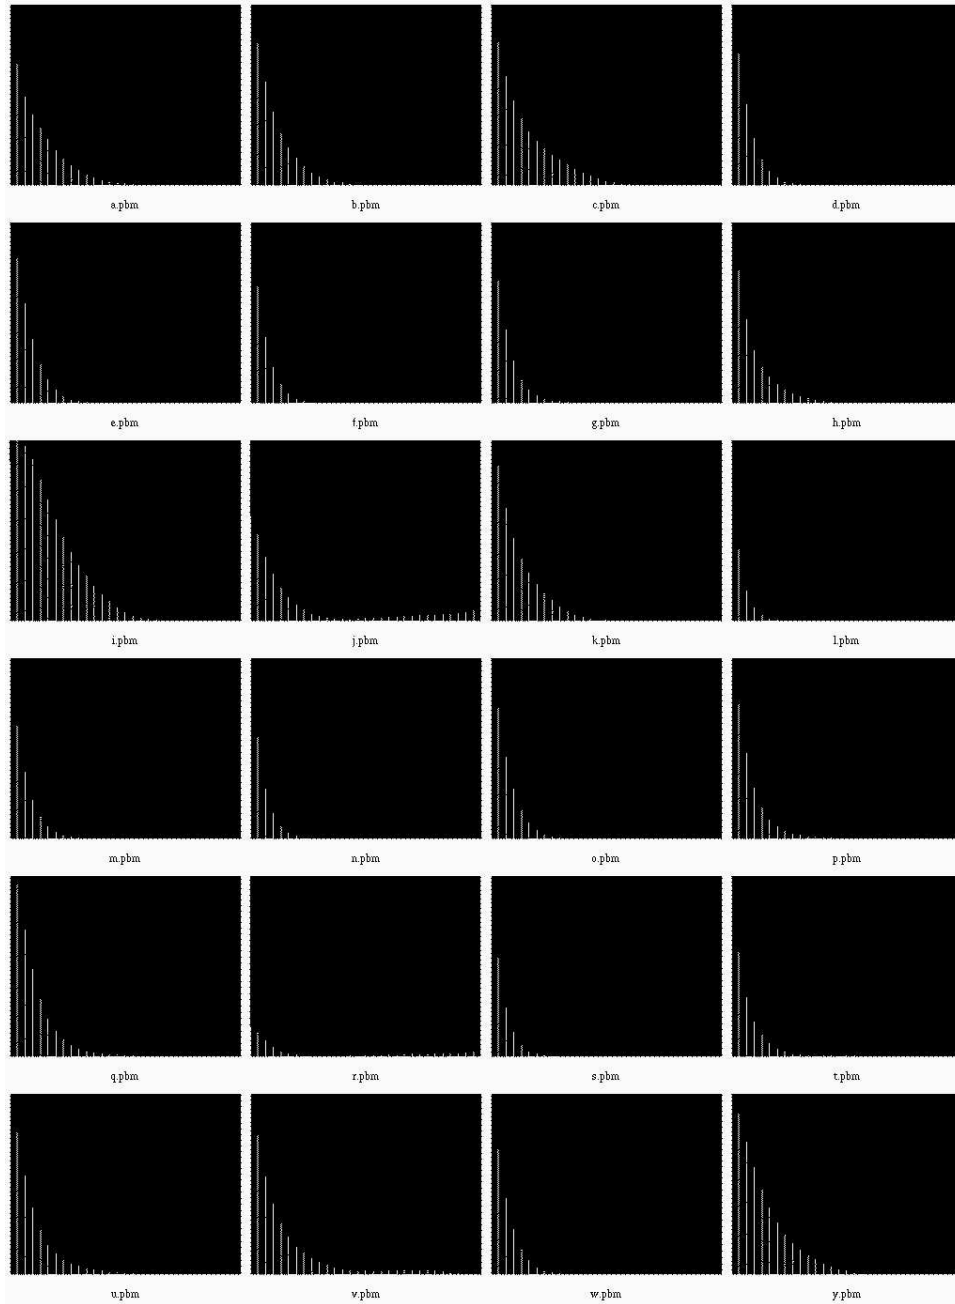 a.pbm b.pbm c.pbm d.pbm
e.pbm f.pbm g.pbm h.pbm
i.pbm j.pbm k.pbm l.pbm
m.pbm n.pbm o.pbm p.pbm
q.pbm r.pbm s.pbm t.pbm
u.pbm v.pbm w.pbm y.pbm